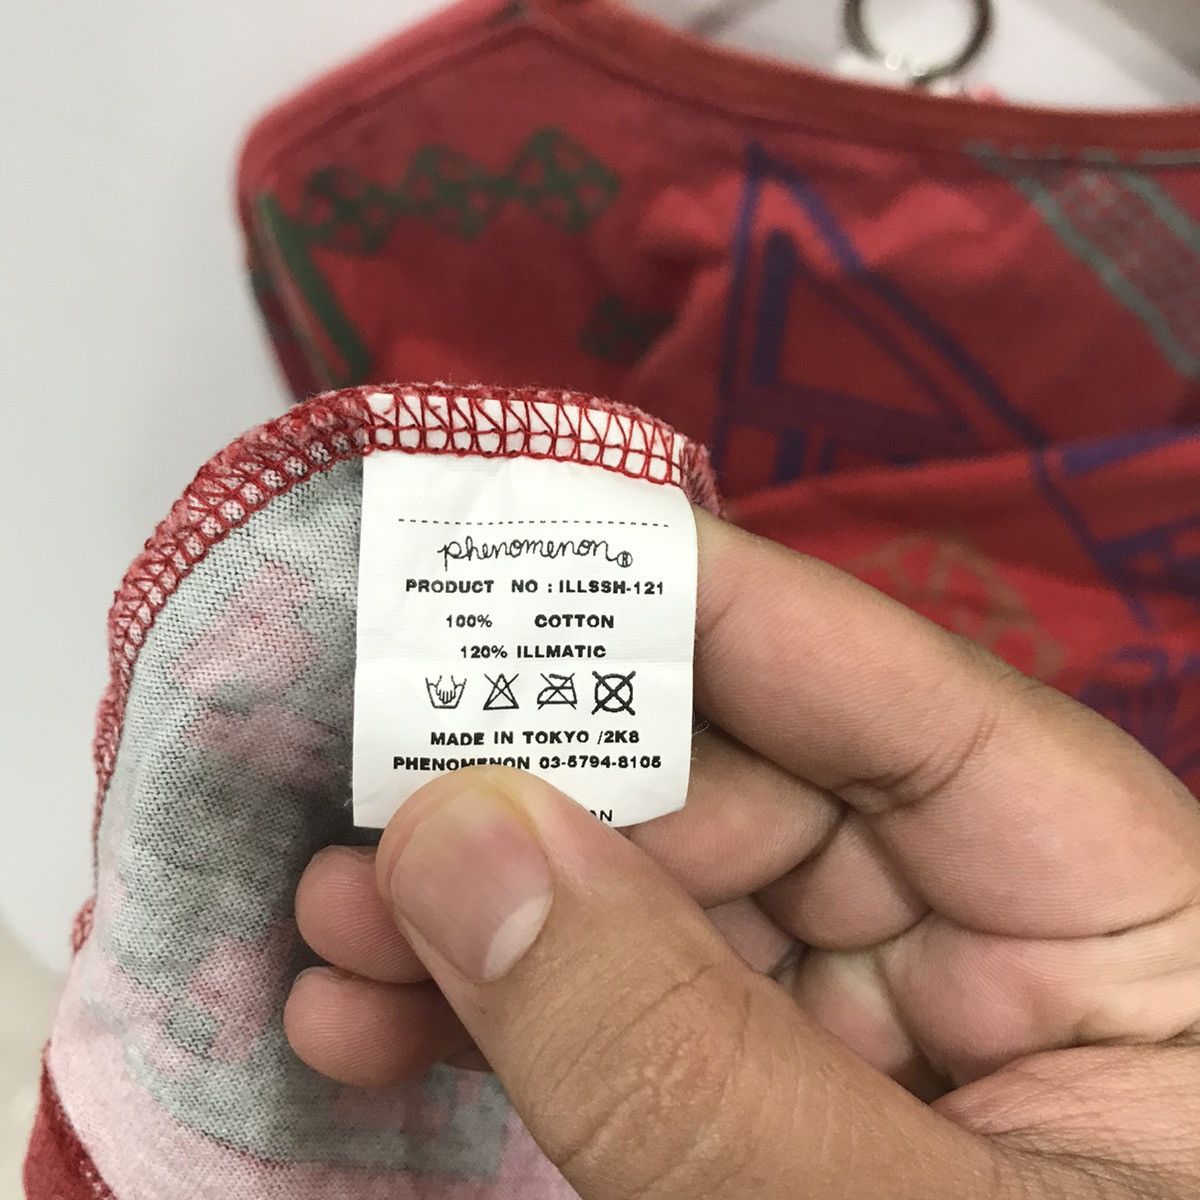 phenomenon®
PRODUCT NO : ILLSSH-121
100% COTTON
120% ILLMATIC
MADE IN TOKYO /2K8
PHENOMENON 03-5794-8105